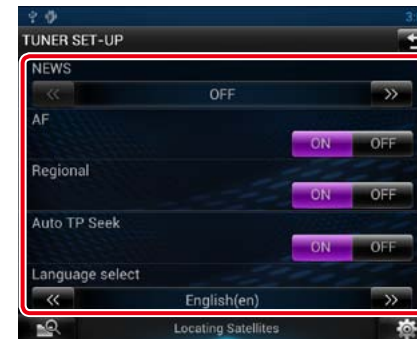 3:
TUNER SET-UP
NEWS
<< OFF >>
AF
ON OFF
Regional
ON OFF
Auto TP Seek
ON OFF
Language select
<< English(en) >>
Locating Satellites